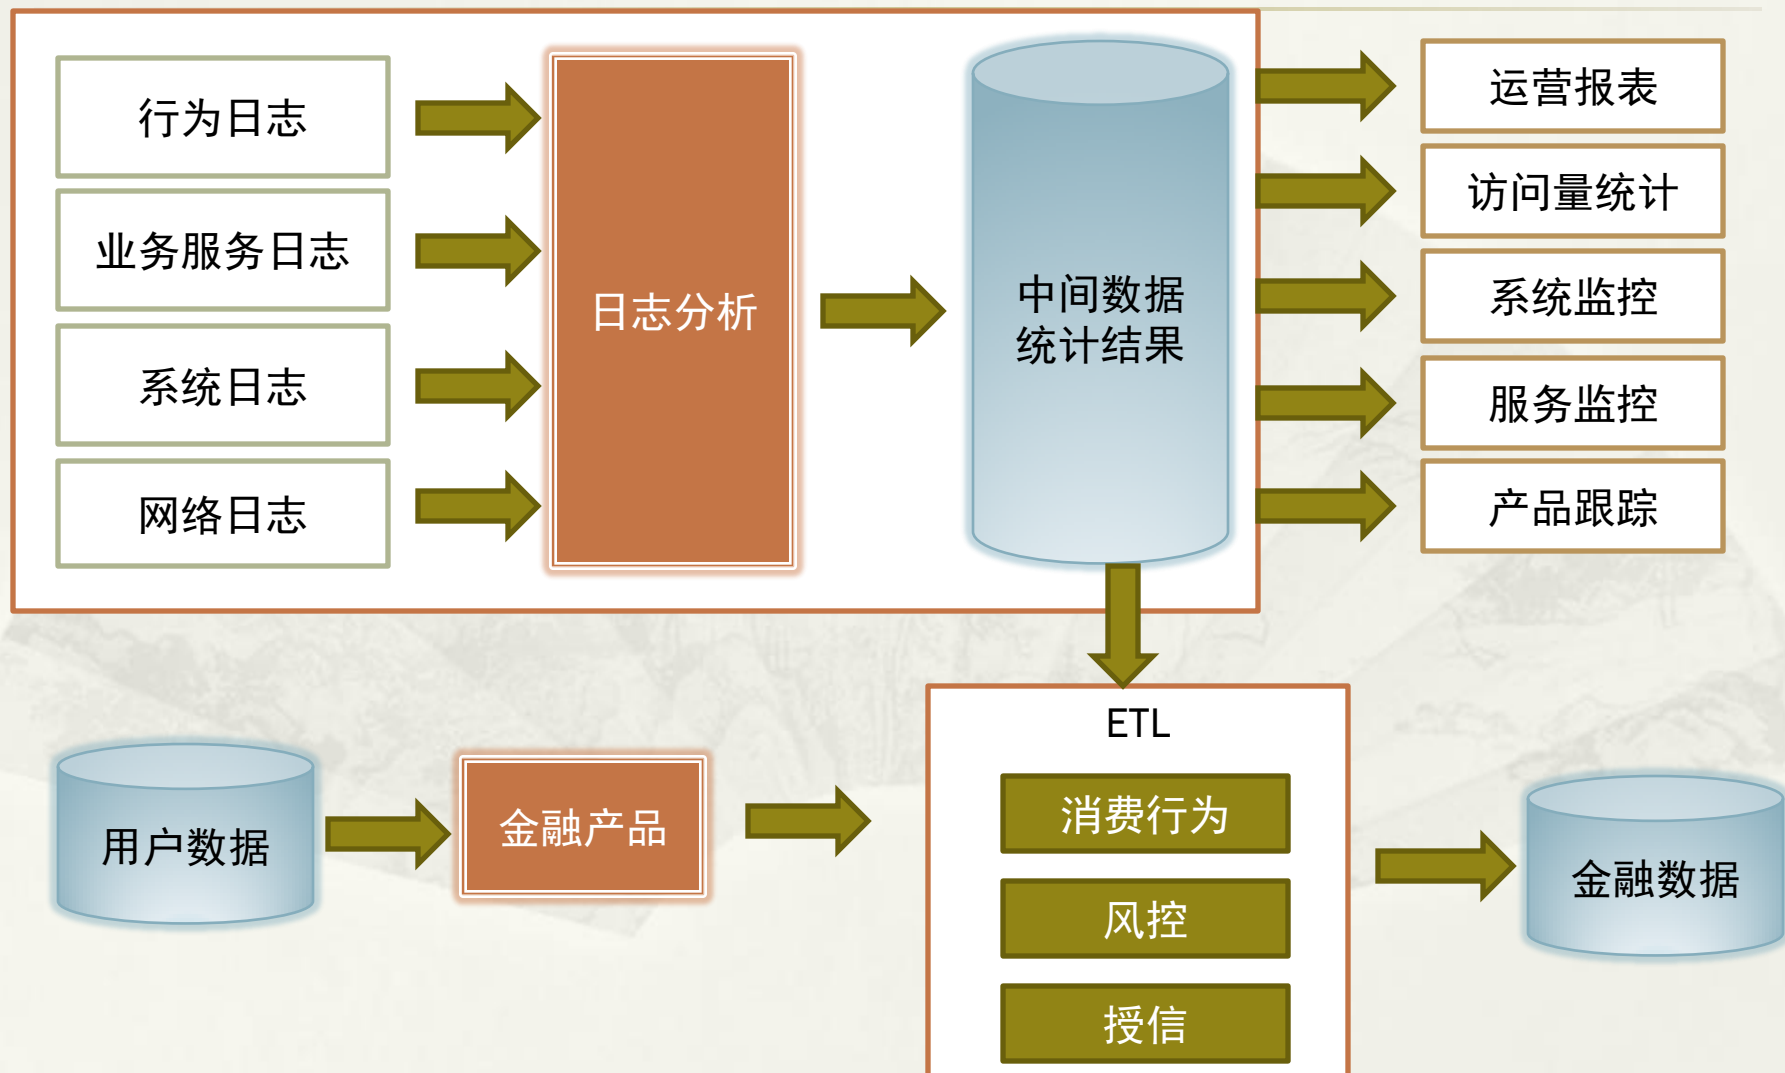 行为日志
业务服务日志
系统日志
网络日志
日志分析
中间数据
统计结果
运营报表
访问量统计
系统监控
服务监控
产品跟踪
用户数据
金融产品
ETL
消费行为
风控
授信
金融数据